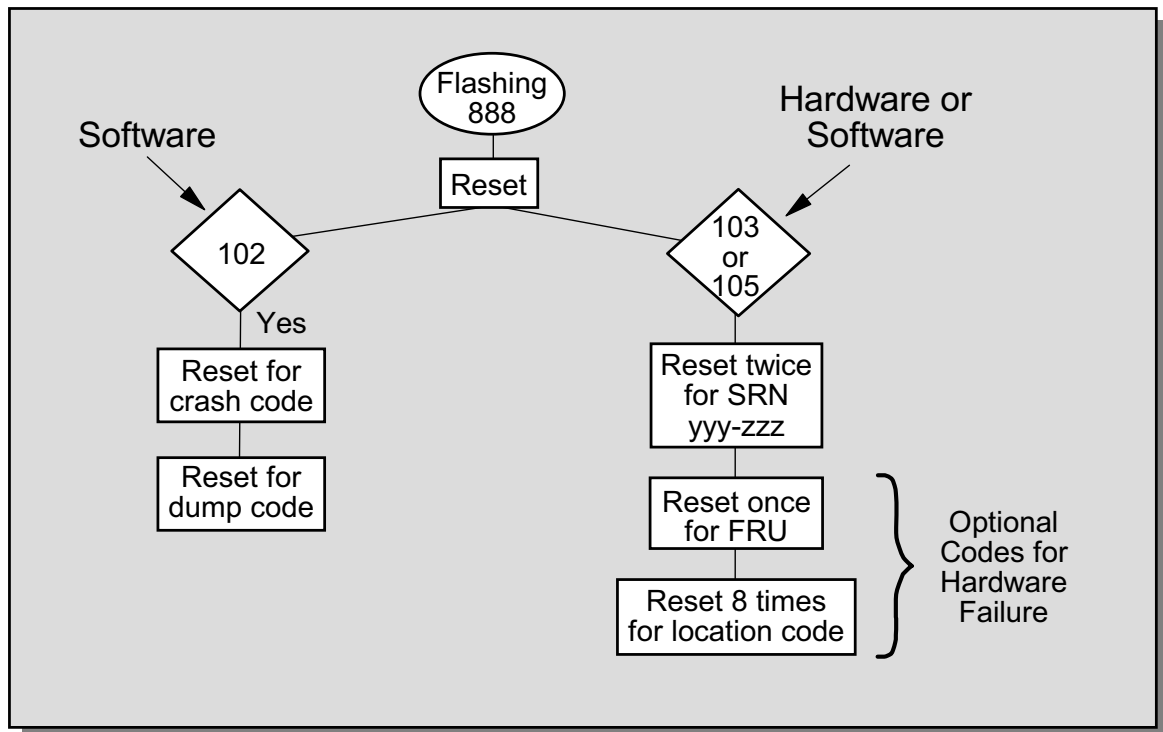 Flashing
888
Software
Hardware or
Software
Reset
102
103
or
105
Yes
Reset for
crash code
Reset for
dump code
Reset twice
for SRN
yyy-zzz
Reset once
for FRU
Reset 8 times
for location code
Optional
Codes for
Hardware
Failure